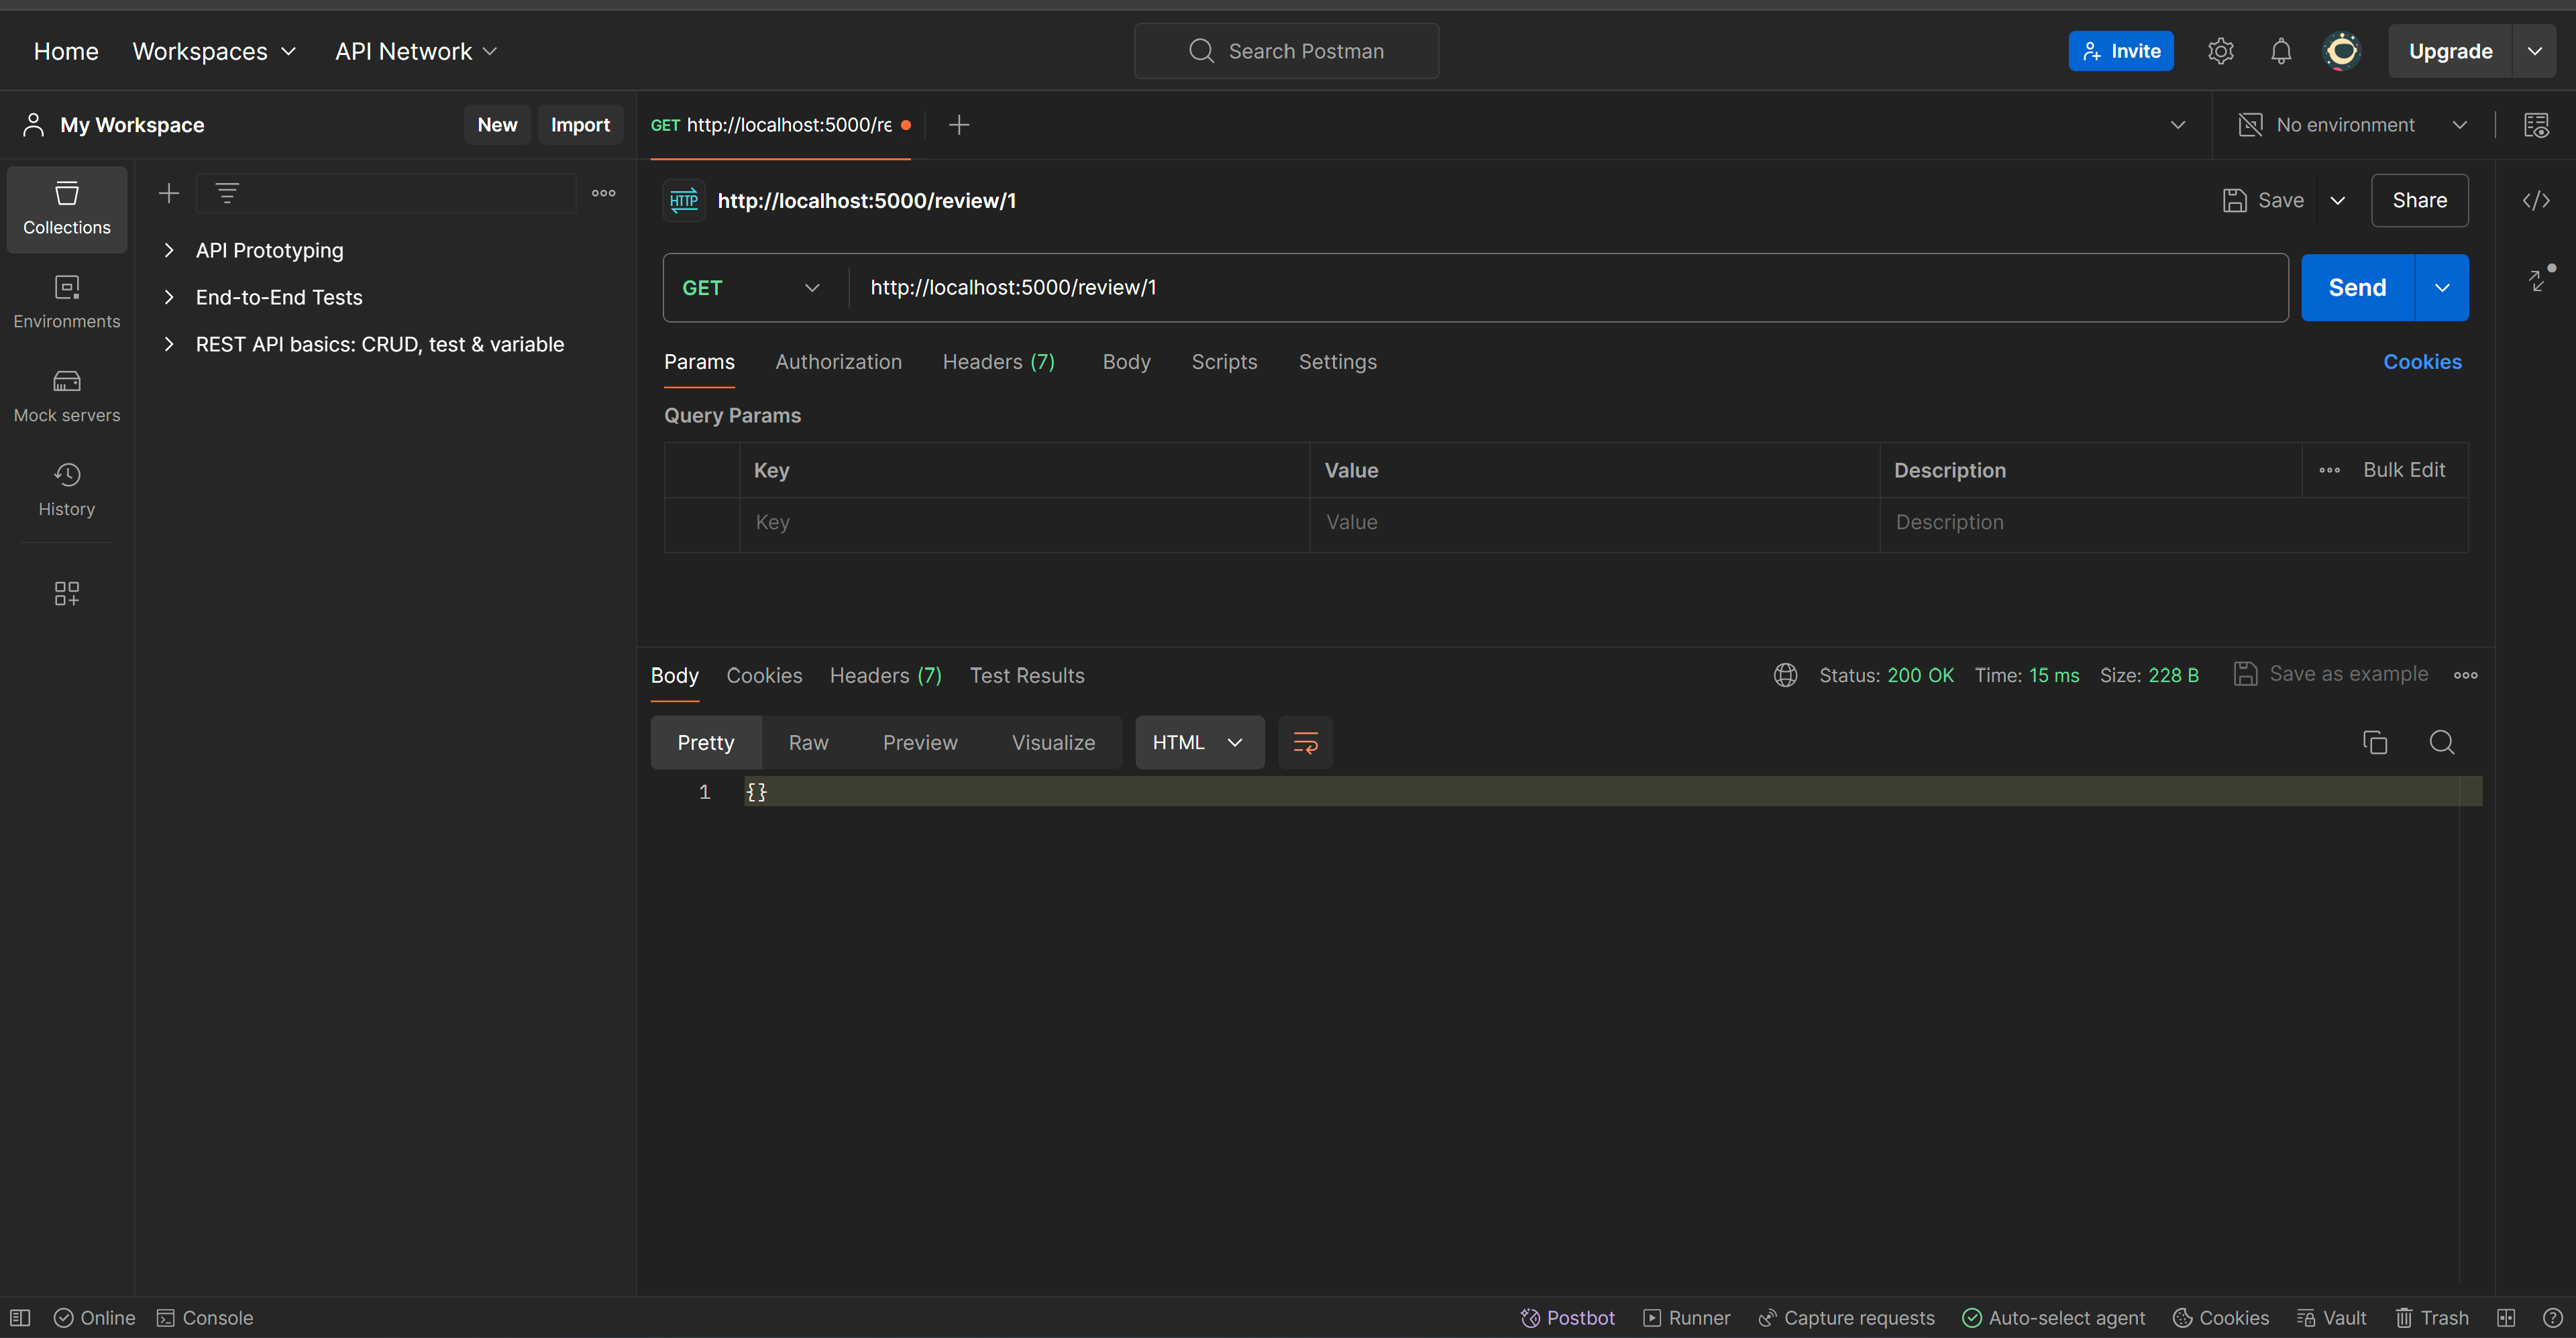 Home Workspaces API Network Search Postman Invite Upgrade
My Workspace New Import GET http://localhost:5000/re No environment
Collections
Environments
Mock servers
History
API Prototyping
End-to-End Tests
REST API basics: CRUD, test & variable
HTTP http://localhost:5000/review/1 Save Share
GET http://localhost:5000/review/1 Send
Params Authorization Headers (7) Body Scripts Settings Cookies
Query Params
Key Value Description Bulk Edit
Key Value Description
Body Cookies Headers (7) Test Results Status: 200 OK Time: 15 ms Size: 228 B Save as example
Pretty Raw Preview Visualize HTML
1 {}
Online Console Postbot Runner Capture requests Auto-select agent Cookies Vault Trash